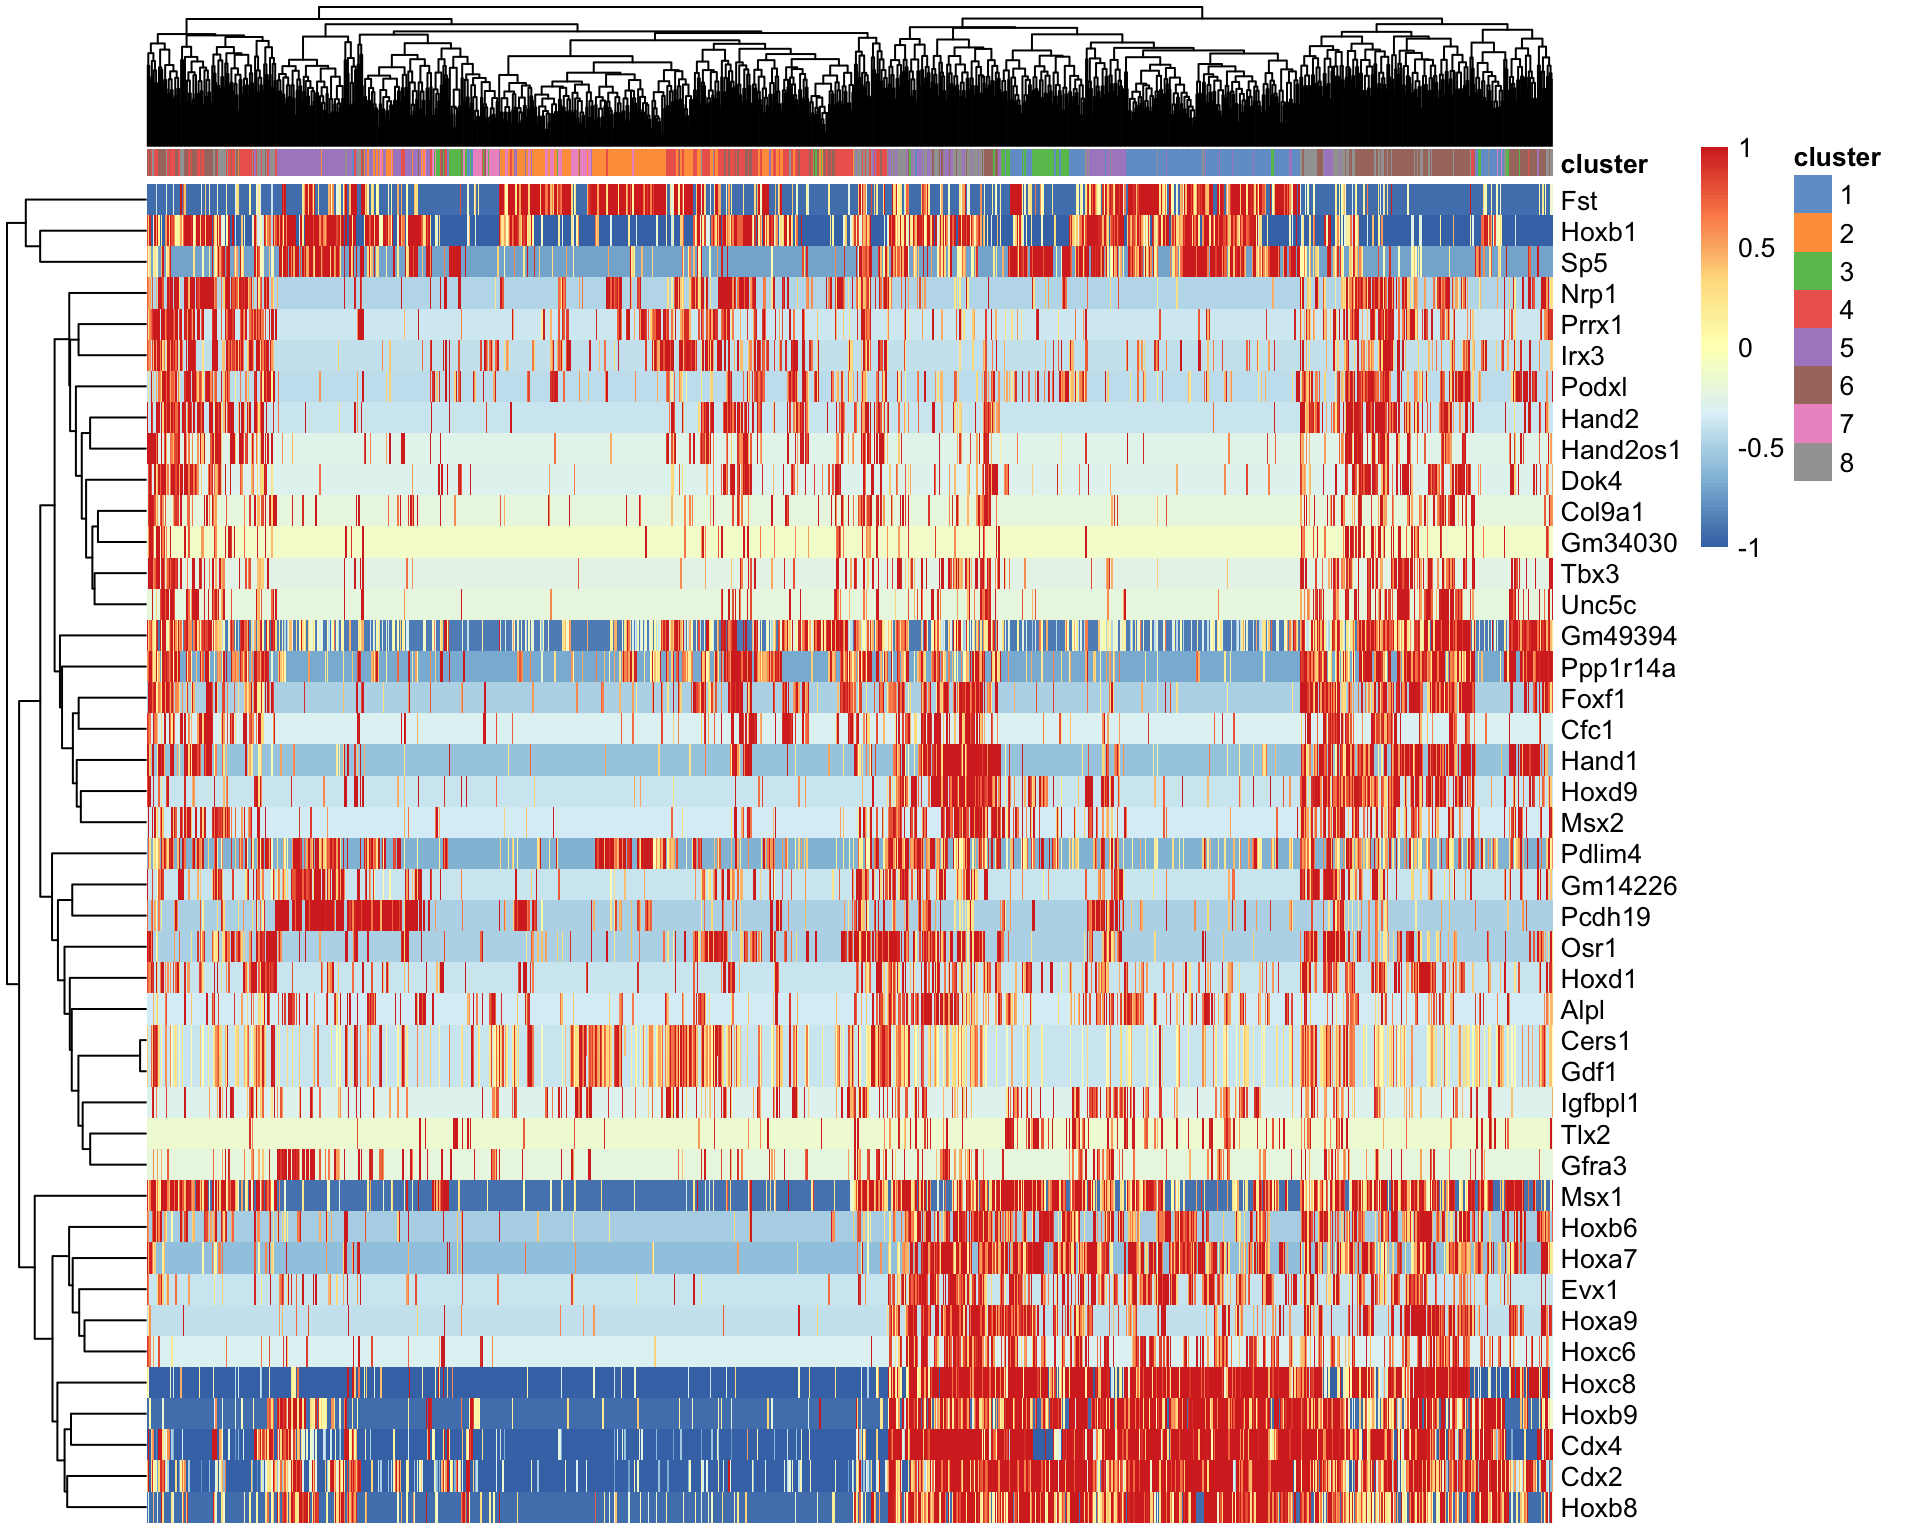 cluster
Fst
Hoxb1
Sp5
Nrp1
Prrx1
Irx3
Podxl
Hand2
Hand2os1
Dok4
Col9a1
Gm34030
Tbx3
Unc5c
Gm49394
Ppp1r14a
Foxf1
Cfc1
Hand1
Hoxd9
Msx2
Pdlim4
Gm14226
Pcdh19
Osr1
Hoxd1
Alpl
Cers1
Gdf1
Igfbpl1
Tlx2
Gfra3
Msx1
Hoxb6
Hoxa7
Evx1
Hoxa9
Hoxc6
Hoxc8
Hoxb9
Cdx4
Cdx2
Hoxb8
1
0.5
0
-0.5
-1
cluster
1
2
3
4
5
6
7
8